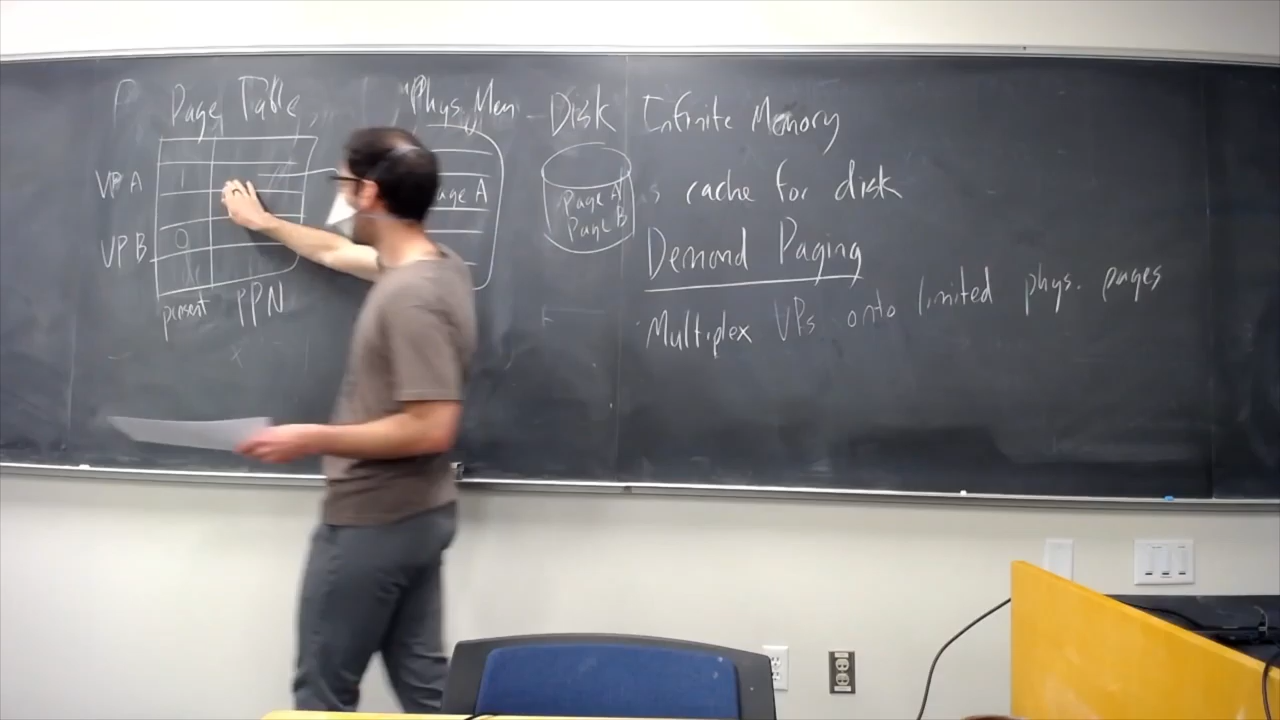 Page Table
Phys Mem
Disk
Infinite Memory
VP A
1
age A
Page A
Page B
s cache for disk
VP B
0
Demand Paging
present
PPN
Multiplex VPs onto limited phys. pages